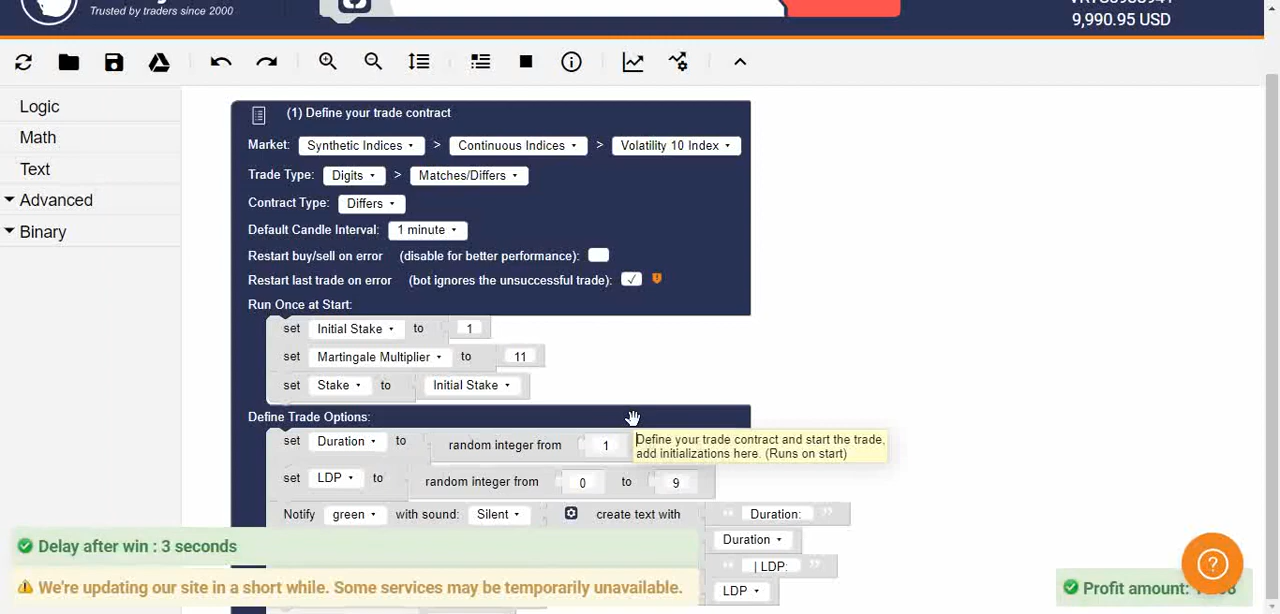 Trusted by traders since 2000
9,990.95 USD
Logic
Math
Text
Advanced
Binary
(1) Define your trade contract
Market: Synthetic Indices > Continuous Indices > Volatility 10 Index
Trade Type: Digits > Matches/Differs
Contract Type: Differs
Default Candle Interval: 1 minute
Restart buy/sell on error (disable for better performance):
Restart last trade on error (bot ignores the unsuccessful trade): ✓
Run Once at Start:
set Initial Stake to 1
set Martingale Multiplier to 11
set Stake to Initial Stake
Define Trade Options:
set Duration to random integer from 1
Define your trade contract and start the trade,
add initializations here. (Runs on start)
set LDP to random integer from 0 to 9
Notify green with sound: Silent create text with “ Duration: ”
Duration
“ | LDP: ”
LDP
Delay after win : 3 seconds
We're updating our site in a short while. Some services may be temporarily unavailable.
Profit amount: